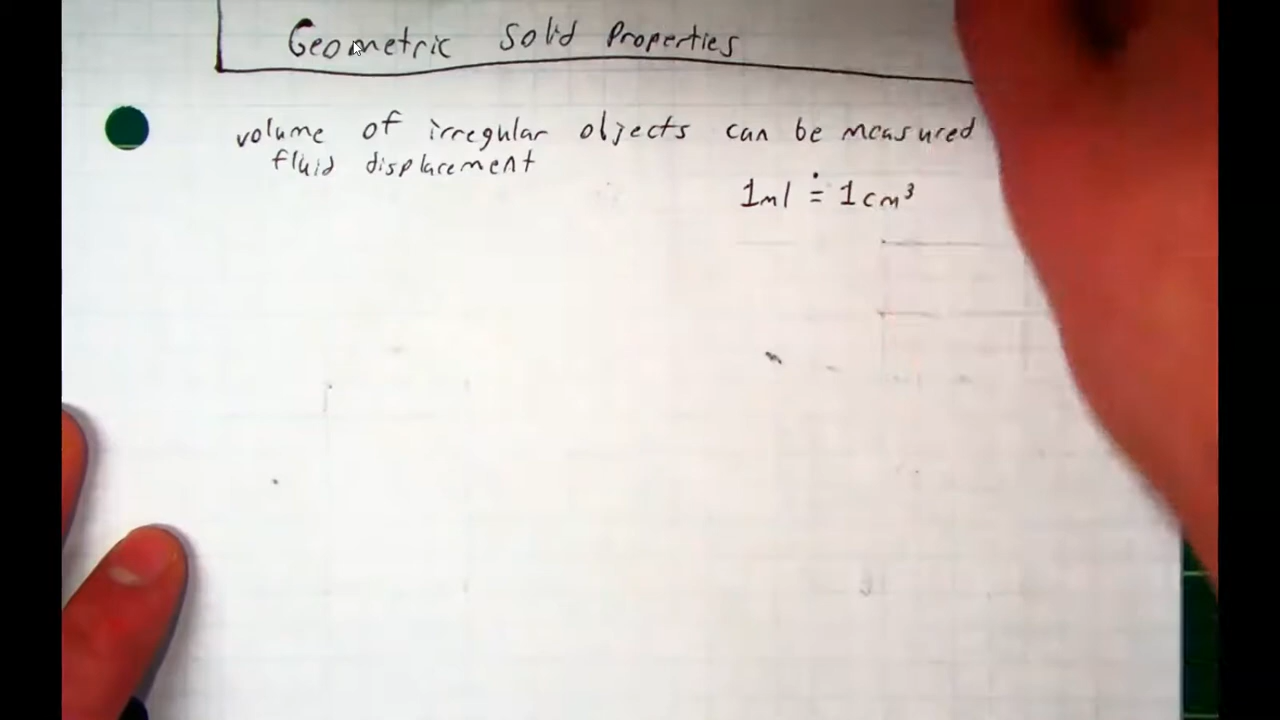 Geometric Solid Properties
volume of irregular objects can be measured
fluid displacement
1ml ≐ 1cm³